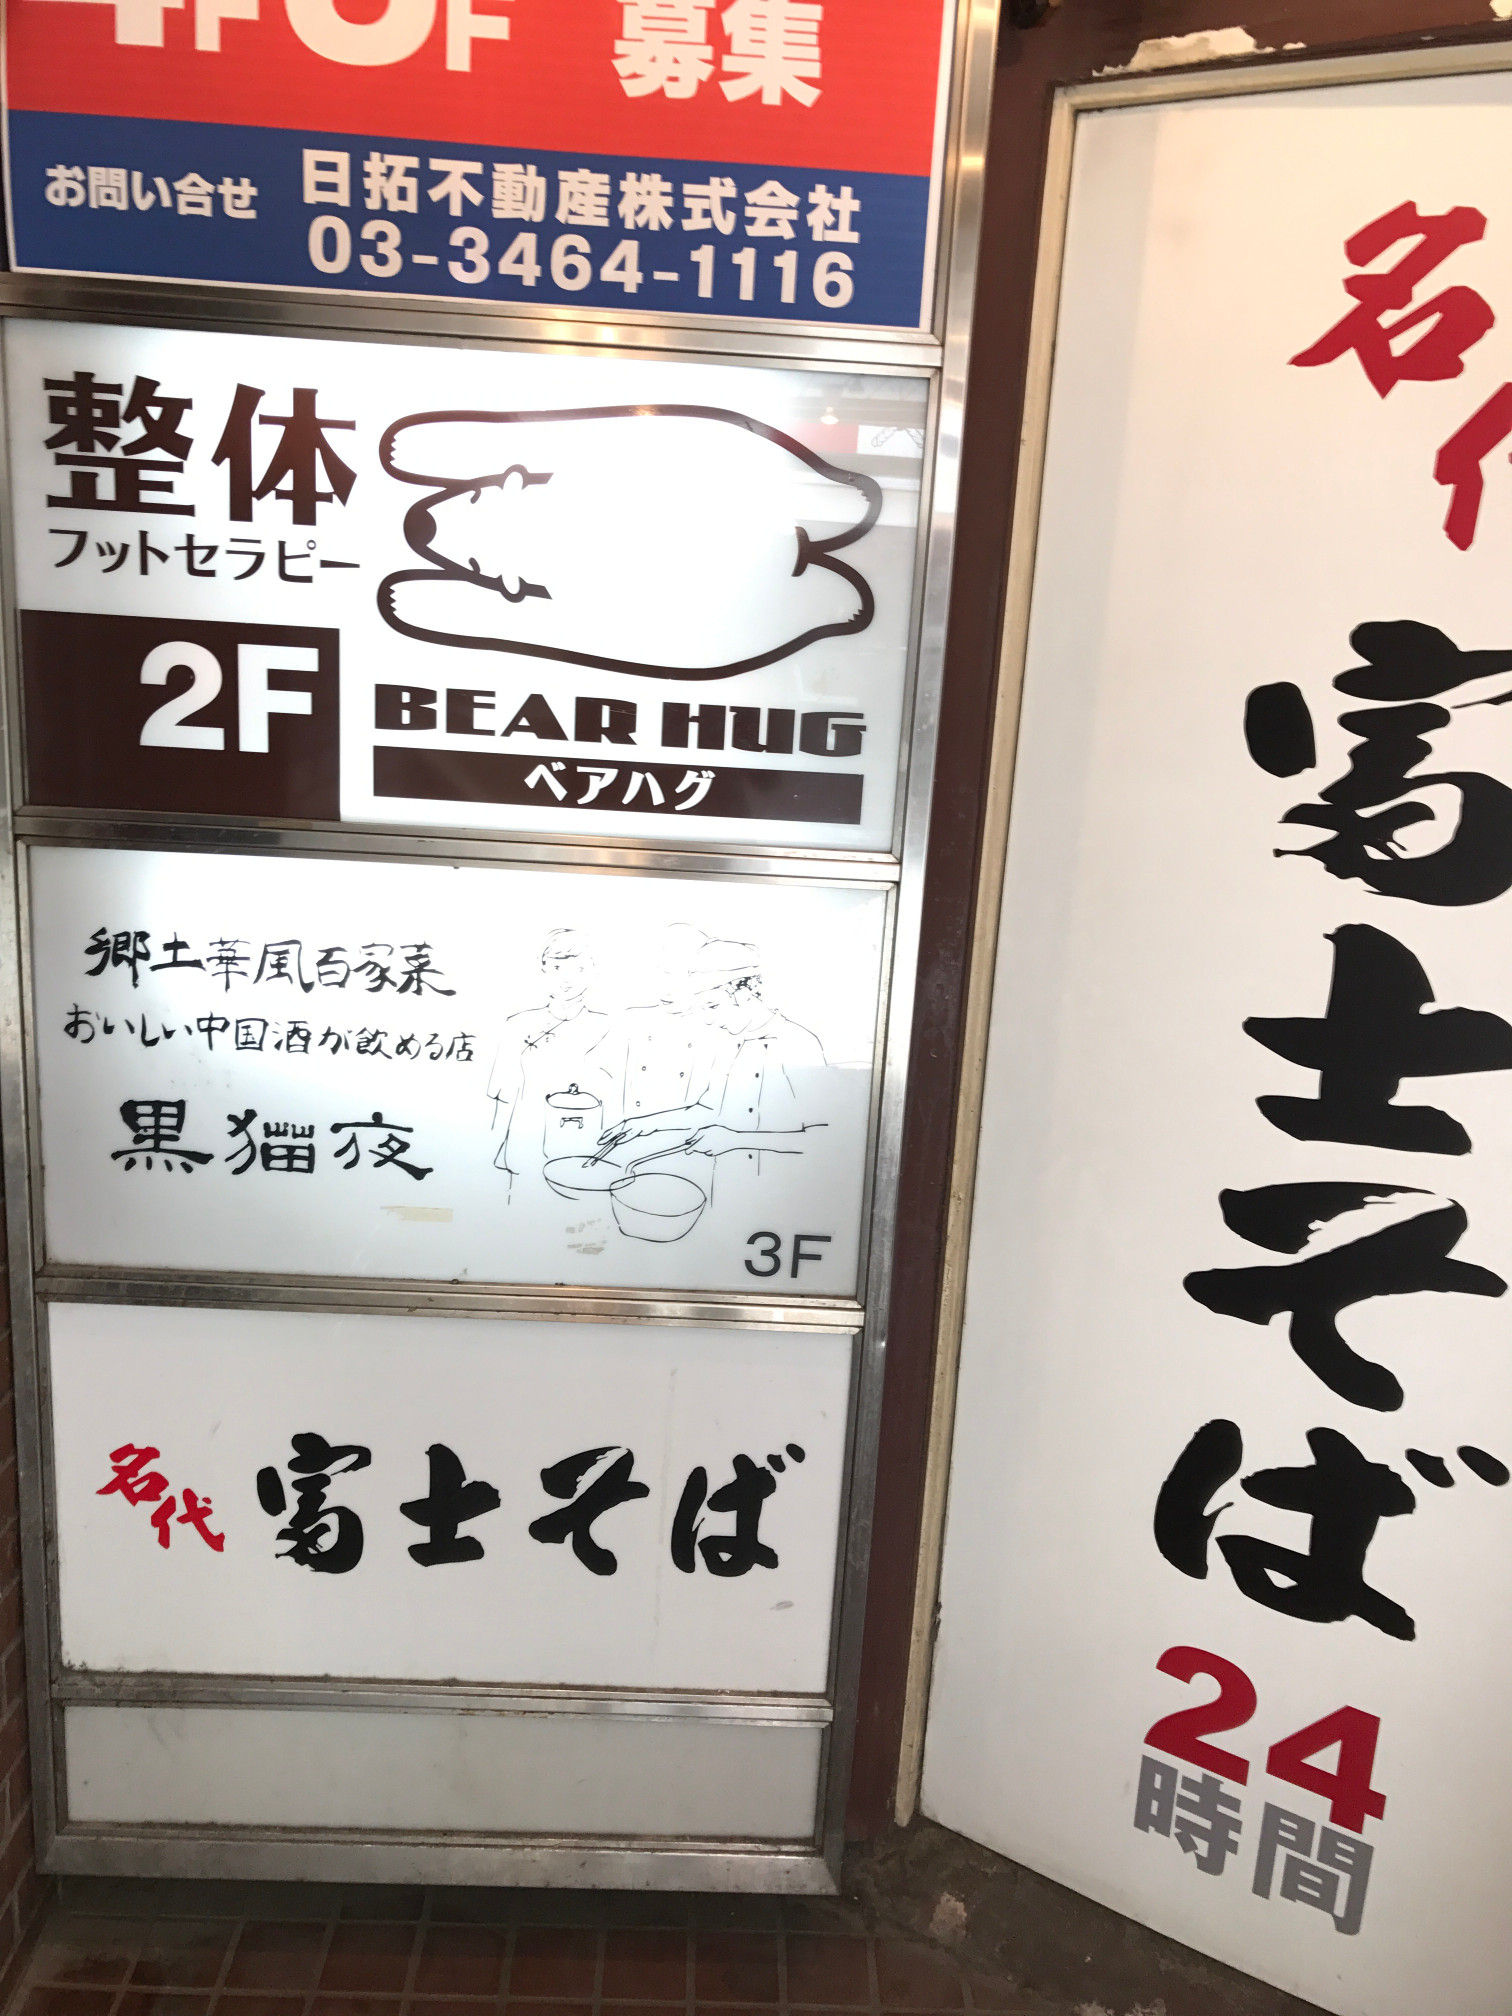 募集
お問い合せ 日拓不動産株式会社
03-3464-1116
整体
フットセラピー
2F
BEAR HUG
ベアハグ
郷土華風百家菜
おいしい中国酒が飲める店
黒猫夜
3F
名代 富士そば
名代
富士そば
24
時間